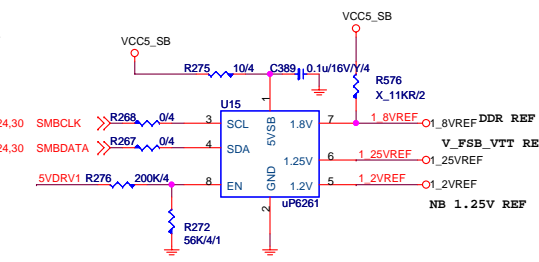 VCC5_SB
VCC5_SB
R275 10/4
C389 0.1u/16V/Y/4
R576
X_11KR/2
U15
24,30 SMBCLK R268 0/4 3 SCL
1
5VSB
1.8V 7 1_8VREF 1_8VREF DDR REF
24,30 SMBDATA R267 0/4 4 SDA
V_FSB_VTT RE
1.25V 6 1_25VREF 1_25VREF
5VDRV1 R276 200K/4 8 EN
GND
2
1.2V 5 1_2VREF 1_2VREF
uP6261
NB 1.25V REF
R272
56K/4/1